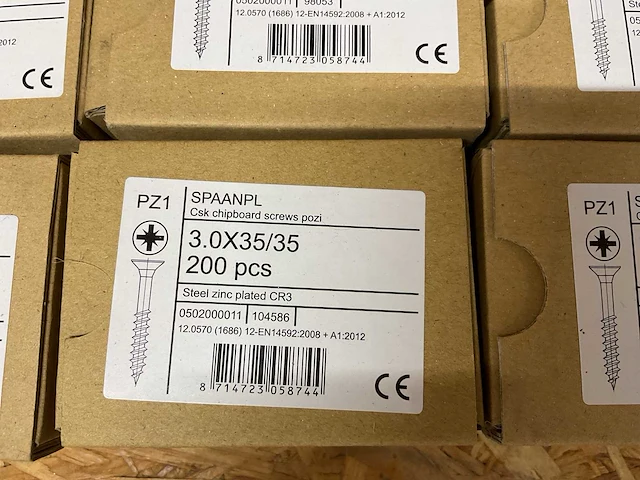 0502000011 98053
12.0570 (1686) 12-EN14592:2008 + A1:2012
8 714723 058744
CE
2012
CE
PZ1
SPAANPL
Csk chipboard screws pozi
3.0X35/35
200 pcs
Steel zinc plated CR3
0502000011 104586
12.0570 (1686) 12-EN14592:2008 + A1:2012
8 714723 058744
CE
PZ1